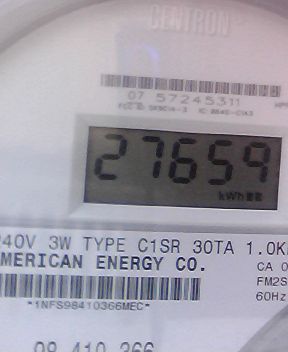 CENTRON
07 57245311
27659
kWh
240V 3W TYPE C1SR 30TA 1.0K
MERICAN ENERGY CO.
CA 0
FM2S
60Hz
*1NFS98410366MEC*
98 410 366